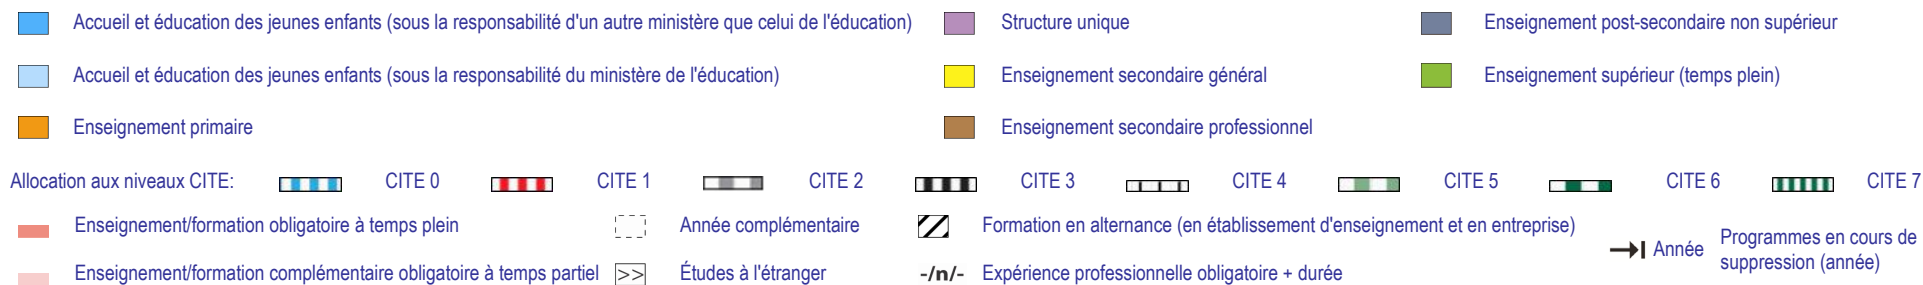 Accueil et éducation des jeunes enfants (sous la responsabilité d'un autre ministère que celui de l'éducation) Structure unique Enseignement post-secondaire non supérieur
Accueil et éducation des jeunes enfants (sous la responsabilité du ministère de l'éducation) Enseignement secondaire général Enseignement supérieur (temps plein)
Enseignement primaire Enseignement secondaire professionnel
Allocation aux niveaux CITE: CITE 0 CITE 1 CITE 2 CITE 3 CITE 4 CITE 5 CITE 6 CITE 7
Enseignement/formation obligatoire à temps plein Année complémentaire Formation en alternance (en établissement d'enseignement et en entreprise)
Année Programmes en cours de
suppression (année)
Enseignement/formation complémentaire obligatoire à temps partiel >> Études à l'étranger -/n/- Expérience professionnelle obligatoire + durée